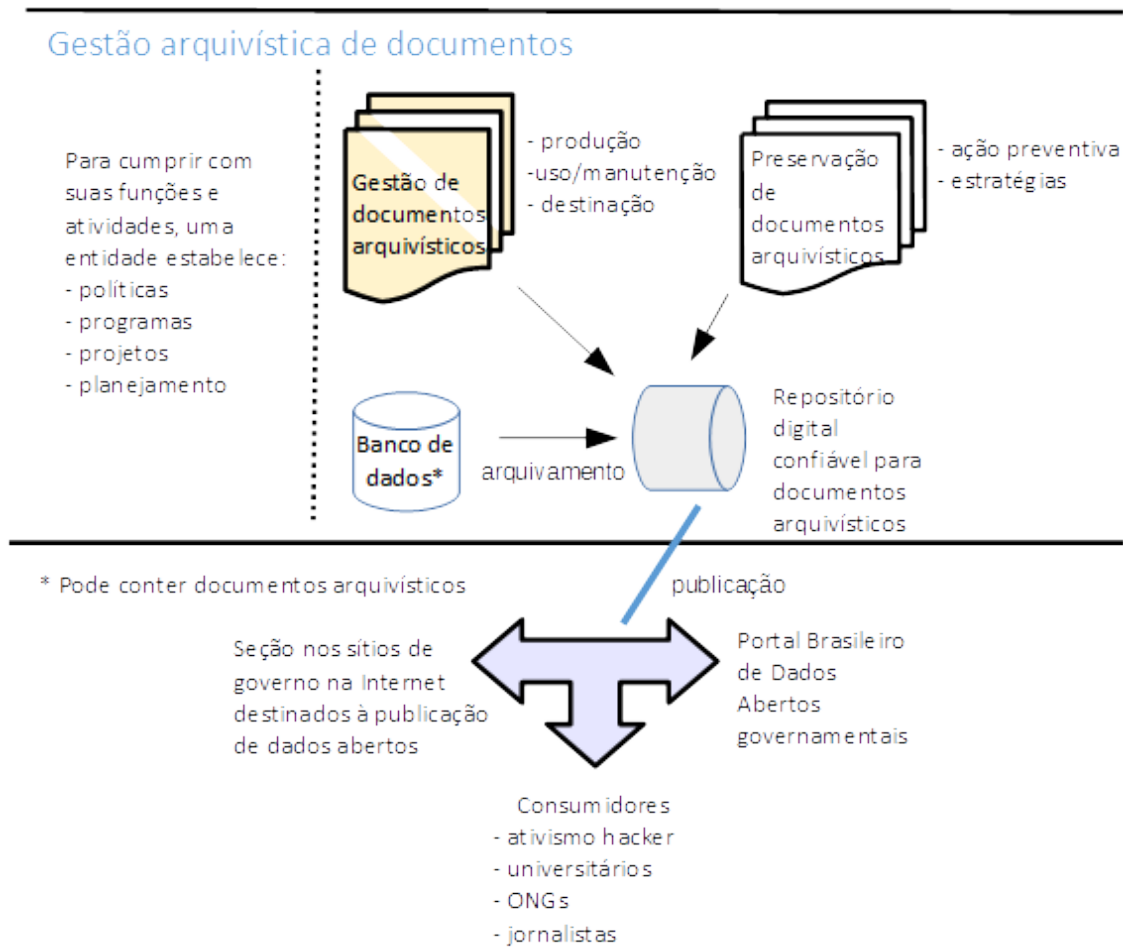 Gestão arquivística de documentos
Para cumprir com
suas funções e
atividades, uma
entidade estabelece:
- políticas
- programas
- projetos
- planejamento
Gestão de
documentos
arquivísticos
- produção
-uso/manutenção
- destinação
Preservação
de
documentos
arquivísticos
- ação preventiva
- estratégias
Banco de
dados*
arquivamento
Repositório
digital
confiável para
documentos
arquivísticos
* Pode conter documentos arquivísticos
publicação
Seção nos sítios de
governo na Internet
destinados à publicação
de dados abertos
Portal Brasileiro
de Dados
Abertos
governamentais
Consumidores
- ativismo hacker
- universitários
- ONGs
- jornalistas